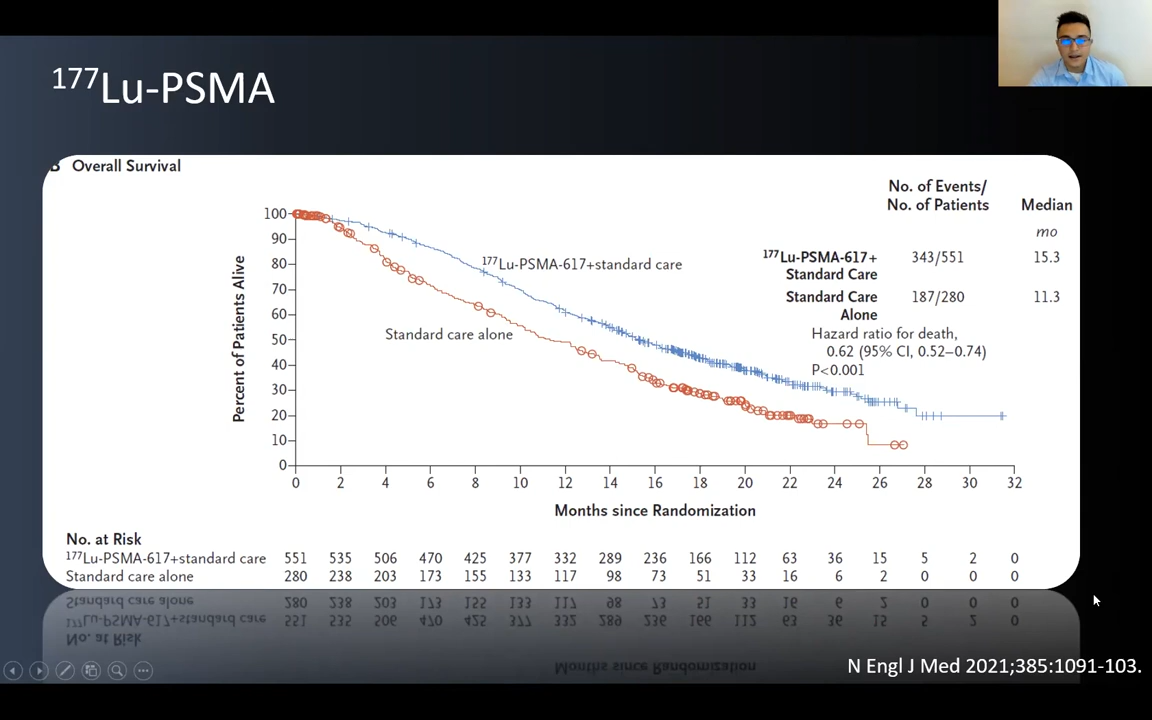 177Lu-PSMA
B Overall Survival
No. of Events/
No. of Patients
Median
mo
177Lu-PSMA-617+
Standard Care
343/551
15.3
Standard Care
Alone
187/280
11.3
Hazard ratio for death,
0.62 (95% CI, 0.52–0.74)
P<0.001
Percent of Patients Alive
100
90
80
70
60
50
40
30
20
10
0
177Lu-PSMA-617+standard care
Standard care alone
0 2 4 6 8 10 12 14 16 18 20 22 24 26 28 30 32
Months since Randomization
No. at Risk
177Lu-PSMA-617+standard care 551 535 506 470 425 377 332 289 236 166 112 63 36 15 5 2 0
Standard care alone 280 238 203 173 155 133 117 98 73 51 33 16 6 2 0 0 0
N Engl J Med 2021;385:1091-103.